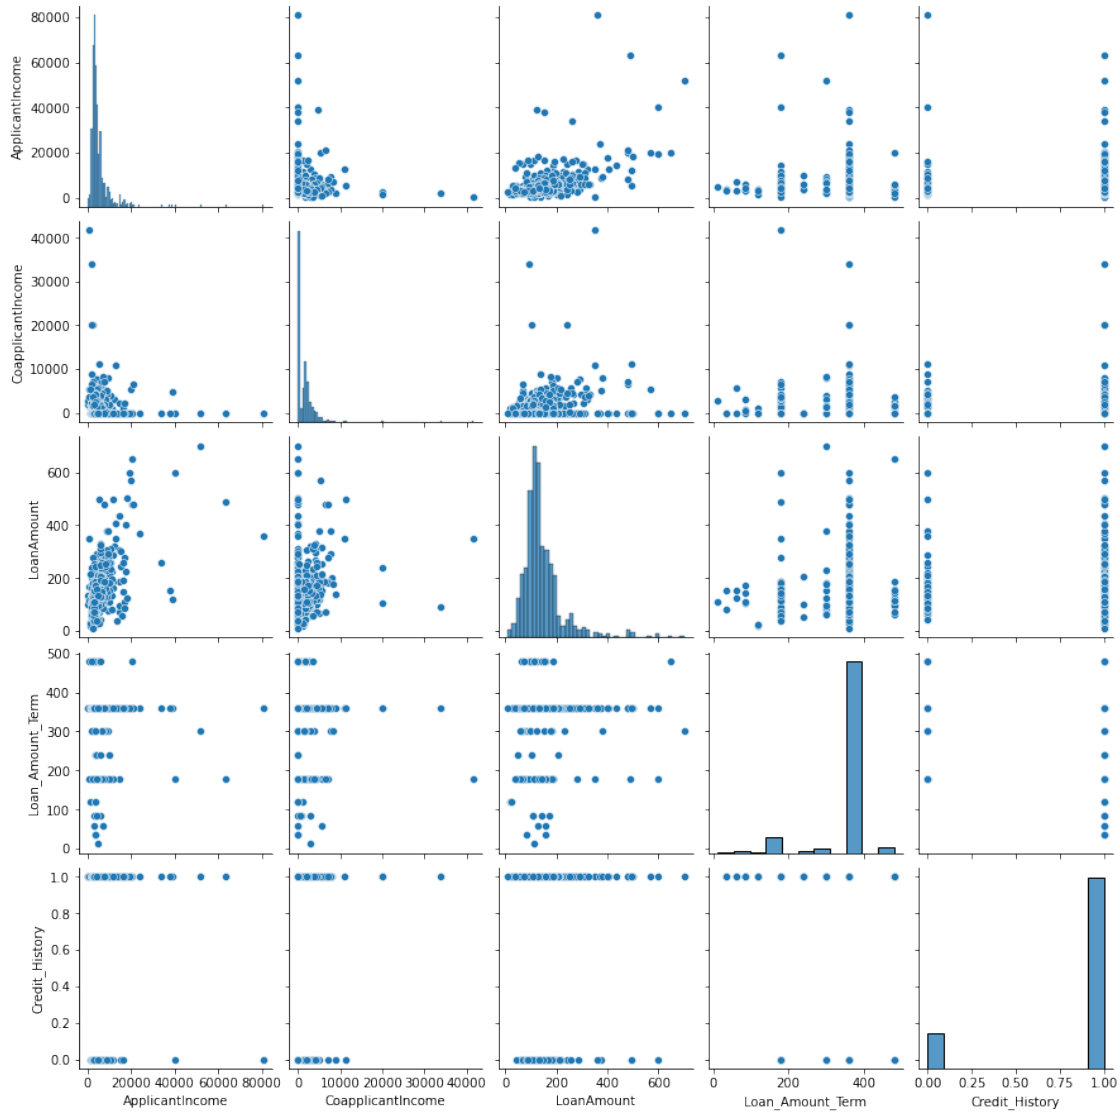 80000
60000
40000
20000
0
ApplicantIncome
40000
30000
20000
10000
0
CoapplicantIncome
600
400
200
0
LoanAmount
500
400
300
200
100
0
Loan_Amount_Term
1.0
0.8
0.6
0.4
0.2
0.0
Credit_History
0 20000 40000 60000 80000
ApplicantIncome
0 10000 20000 30000 40000
CoapplicantIncome
0 200 400 600
LoanAmount
0 200 400
Loan_Amount_Term
0.00 0.25 0.50 0.75 1.00
Credit_History